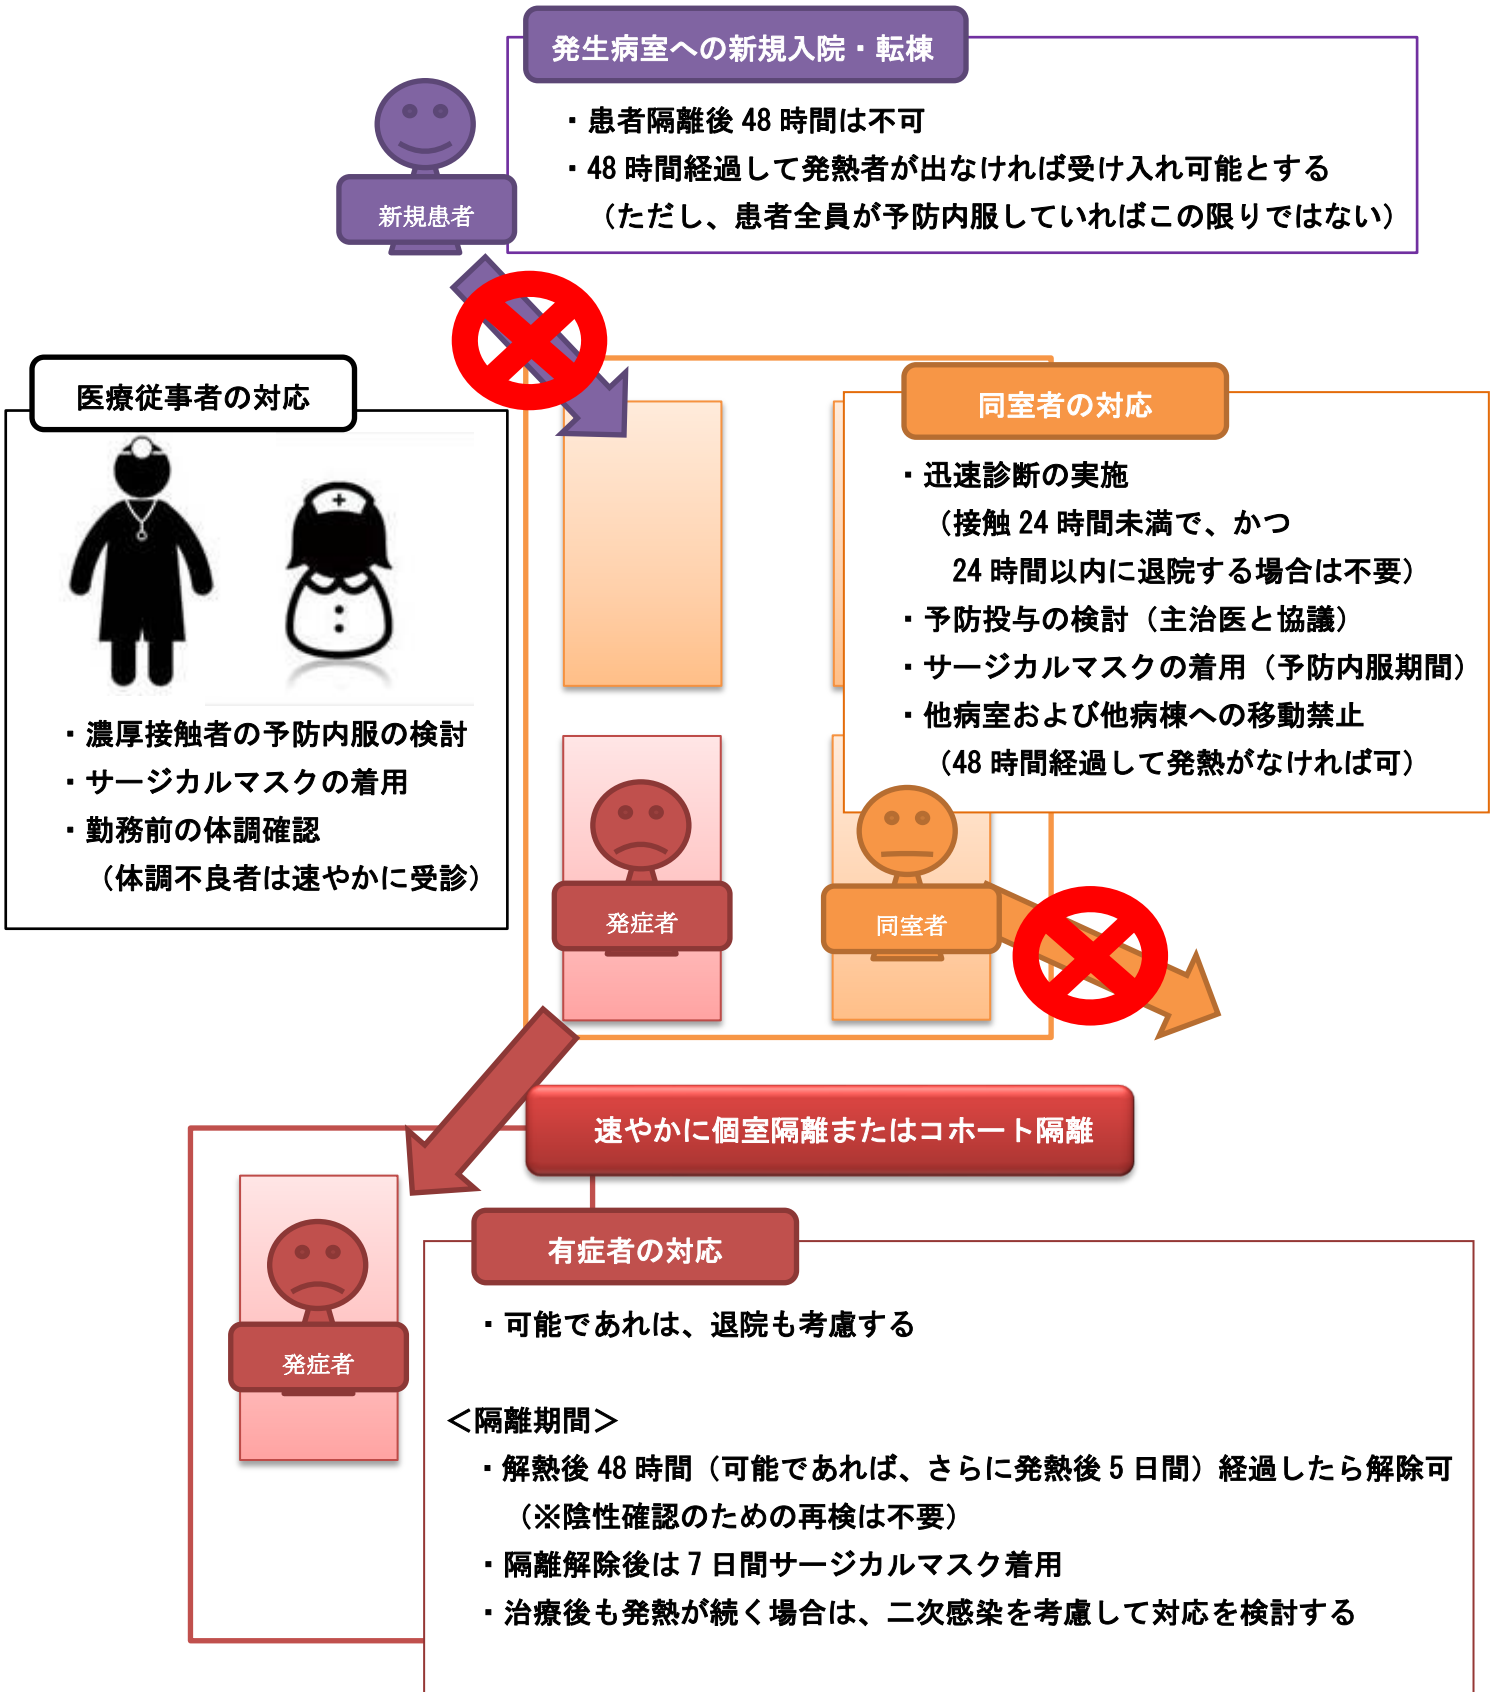 発生病室への新規入院・転棟
・患者隔離後 48 時間は不可
・48 時間経過して発熱者が出なければ受け入れ可能とする
（ただし、患者全員が予防内服していればこの限りではない）
新規患者
医療従事者の対応
・濃厚接触者の予防内服の検討
・サージカルマスクの着用
・勤務前の体調確認
（体調不良者は速やかに受診）
同室者の対応
・迅速診断の実施
（接触 24 時間未満で、かつ
24 時間以内に退院する場合は不要）
・予防投与の検討（主治医と協議）
・サージカルマスクの着用（予防内服期間）
・他病室および他病棟への移動禁止
（48 時間経過して発熱がなければ可）
発症者
同室者
速やかに個室隔離またはコホート隔離
発症者
有症者の対応
・可能であれは、退院も考慮する
＜隔離期間＞
・解熱後 48 時間（可能であれば、さらに発熱後 5 日間）経過したら解除可
（※陰性確認のための再検は不要）
・隔離解除後は 7 日間サージカルマスク着用
・治療後も発熱が続く場合は、二次感染を考慮して対応を検討する